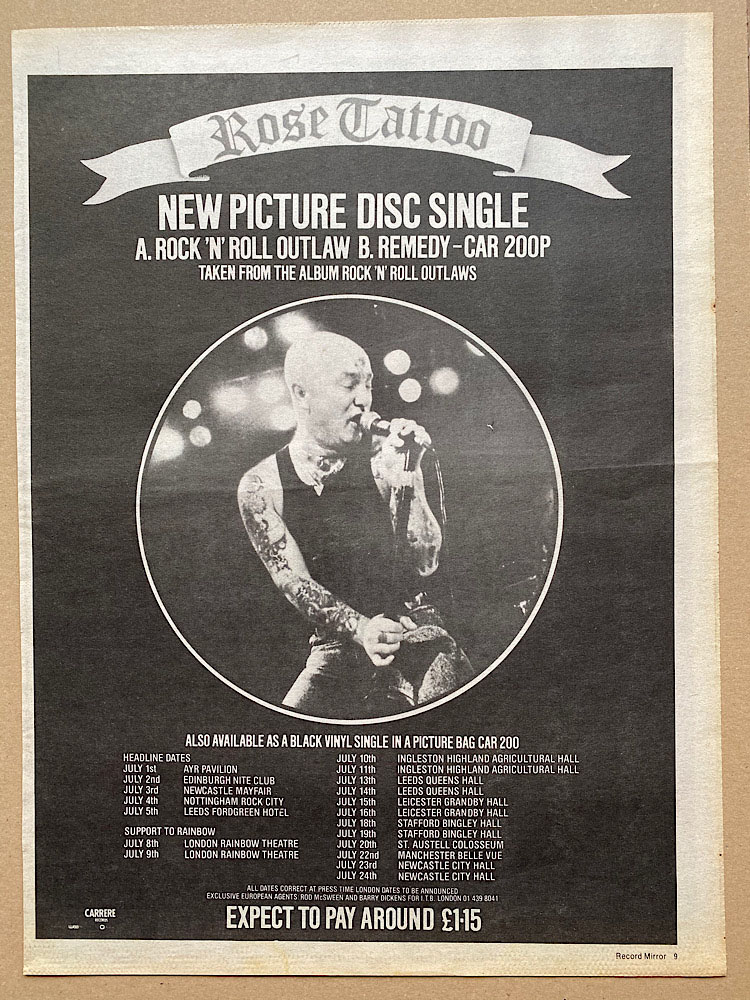 Rose Tattoo
NEW PICTURE DISC SINGLE
A. ROCK 'N' ROLL OUTLAW B. REMEDY – CAR 200P
TAKEN FROM THE ALBUM ROCK 'N' ROLL OUTLAWS
ALSO AVAILABLE AS A BLACK VINYL SINGLE IN A PICTURE BAG CAR 200
HEADLINE DATES
JULY 1st AYR PAVILION
JULY 2nd EDINBURGH NITE CLUB
JULY 3rd NEWCASTLE MAYFAIR
JULY 4th NOTTINGHAM ROCK CITY
JULY 5th LEEDS FORDGREEN HOTEL
SUPPORT TO RAINBOW
JULY 8th LONDON RAINBOW THEATRE
JULY 9th LONDON RAINBOW THEATRE
JULY 10th INGLESTON HIGHLAND AGRICULTURAL HALL
JULY 11th INGLESTON HIGHLAND AGRICULTURAL HALL
JULY 13th LEEDS QUEENS HALL
JULY 14th LEEDS QUEENS HALL
JULY 15th LEICESTER GRANDBY HALL
JULY 16th LEICESTER GRANDBY HALL
JULY 18th STAFFORD BINGLEY HALL
JULY 19th STAFFORD BINGLEY HALL
JULY 20th ST. AUSTELL COLOSSEUM
JULY 22nd MANCHESTER BELLE VUE
JULY 23rd NEWCASTLE CITY HALL
JULY 24th NEWCASTLE CITY HALL
ALL DATES CORRECT AT PRESS TIME LONDON DATES TO BE ANNOUNCED
EXCLUSIVE EUROPEAN AGENTS: ROD McSWEEN AND BARRY DICKENS FOR I.T.B. LONDON 01 439 8041
CARRERE
RECORDS
EXPECT TO PAY AROUND £1·15
Record Mirror 9